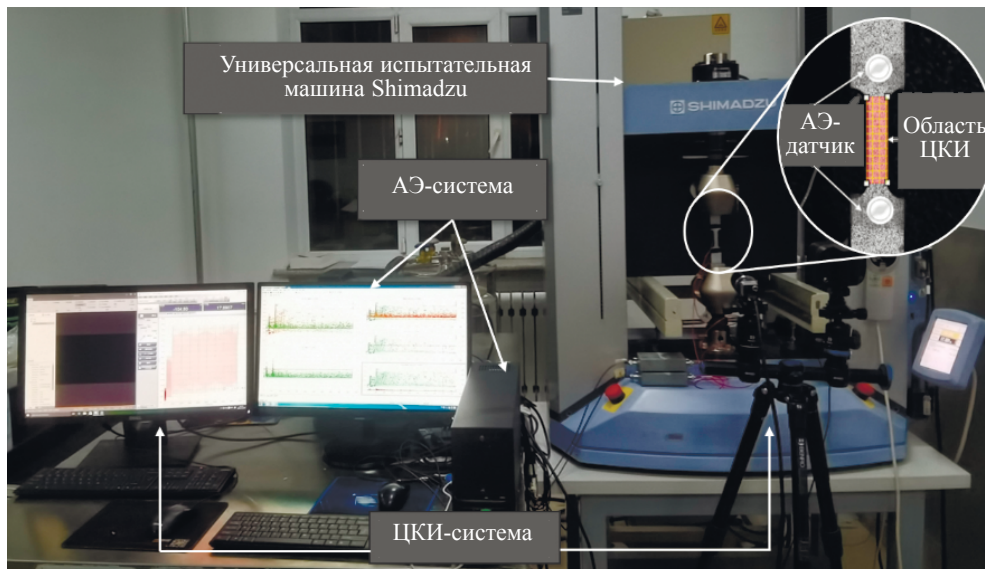 Универсальная испытательная
машина Shimadzu
SHIMADZU
АЭ-
датчик
Область
ЦКИ
АЭ-система
ЦКИ-система